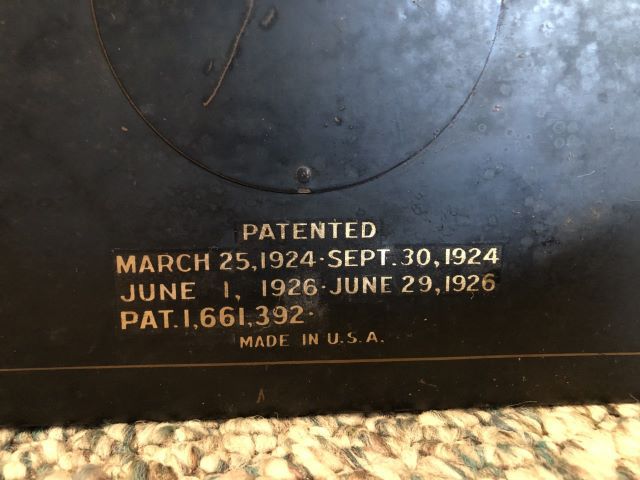 PATENTED
MARCH 25,1924·SEPT.30,1924
JUNE 1, 1926·JUNE 29,1926
PAT.1,661,392·
MADE IN U.S.A.